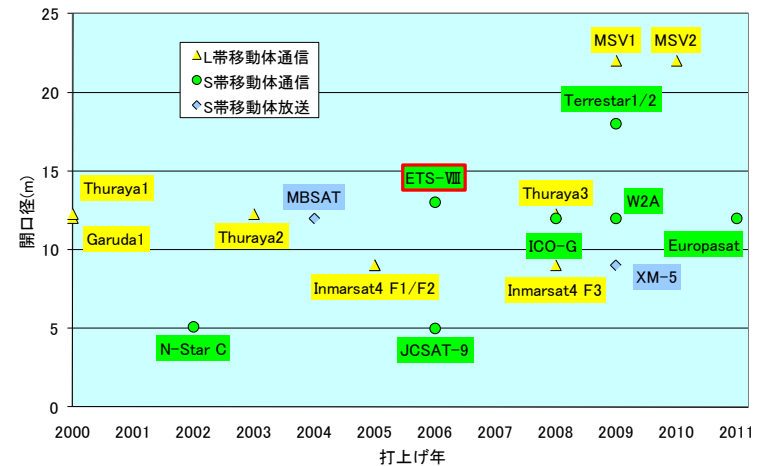 25
20
15
10
5
0
開口径(m)
L帯移動体通信
S帯移動体通信
S帯移動体放送
MSV1
MSV2
Terrestar1/2
Thuraya1
Garuda1
Thuraya2
MBSAT
ETS-Ⅷ
Thuraya3
W2A
ICO-G
Europasat
Inmarsat4 F1/F2
Inmarsat4 F3
XM-5
N-Star C
JCSAT-9
2000 2001 2002 2003 2004 2005 2006 2007 2008 2009 2010 2011
打上げ年